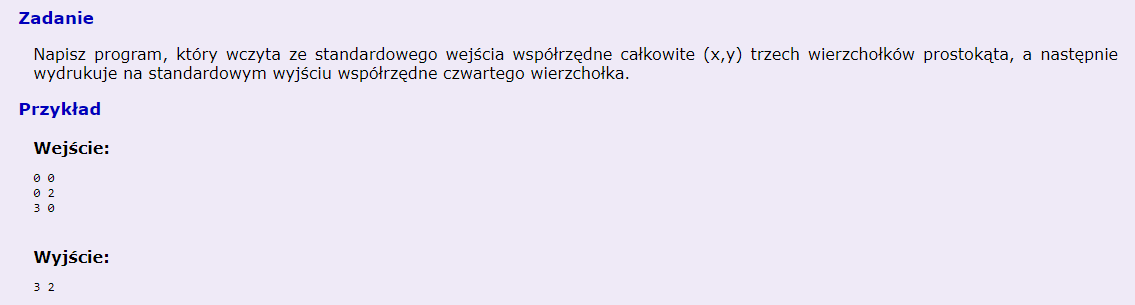 Zadanie
Napisz program, który wczyta ze standardowego wejścia współrzędne całkowite (x,y) trzech wierzchołków prostokąta, a następnie
wydrukuje na standardowym wyjściu współrzędne czwartego wierzchołka.
Przykład
Wejście:
0 0
0 2
3 0
Wyjście:
3 2